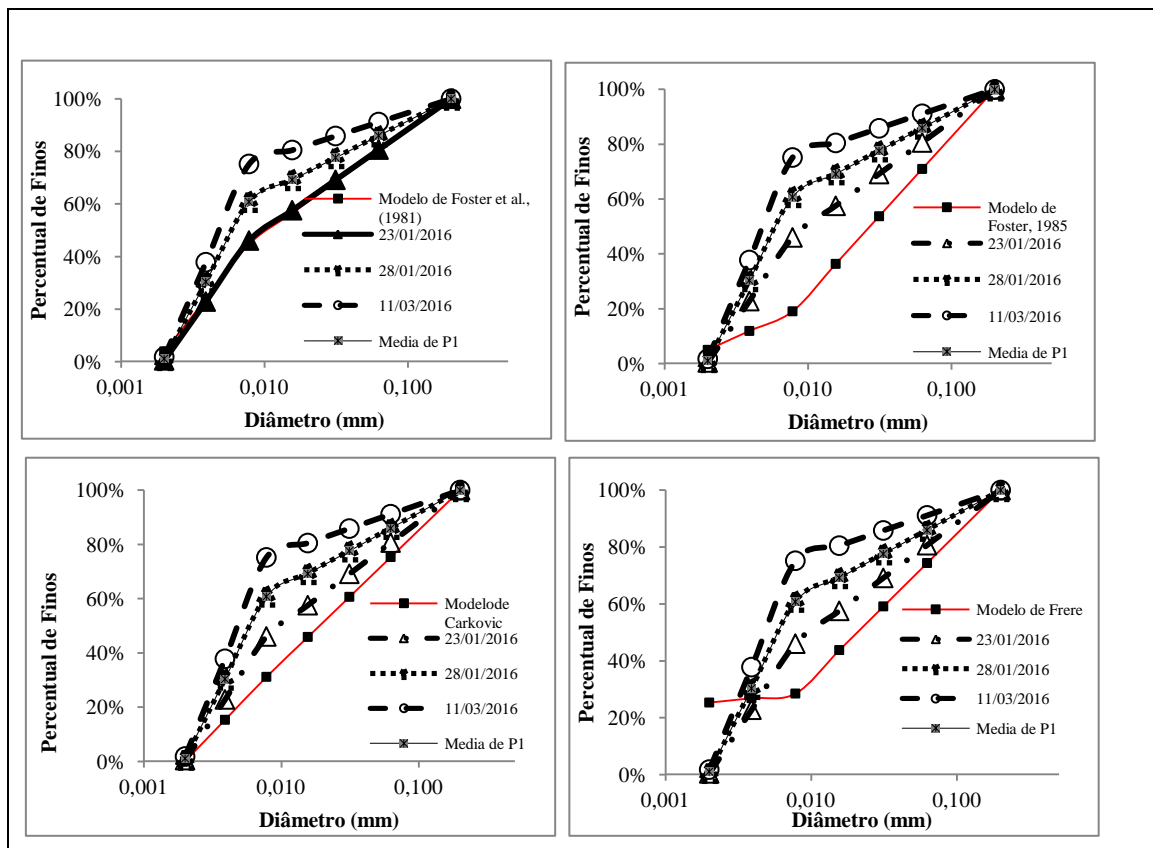 Percentual de Finos
100%
80%
60%
40%
20%
0%
0,001
0,010
0,100
Diâmetro (mm)
Modelo de Foster et al.,
(1981)
23/01/2016
28/01/2016
11/03/2016
Media de P1
Percentual de Finos
100%
80%
60%
40%
20%
0%
0,001
0,010
0,100
Diâmetro (mm)
Modelo de
Foster, 1985
23/01/2016
28/01/2016
11/03/2016
Media de P1
Percentual de Finos
100%
80%
60%
40%
20%
0%
0,001
0,010
0,100
Diâmetro (mm)
Modelode
Carkovic
23/01/2016
28/01/2016
11/03/2016
Media de P1
Percentual de Finos
100%
80%
60%
40%
20%
0%
0,001
0,010
0,100
Diâmetro (mm)
Modelo de Frere
23/01/2016
28/01/2016
11/03/2016
Media de P1